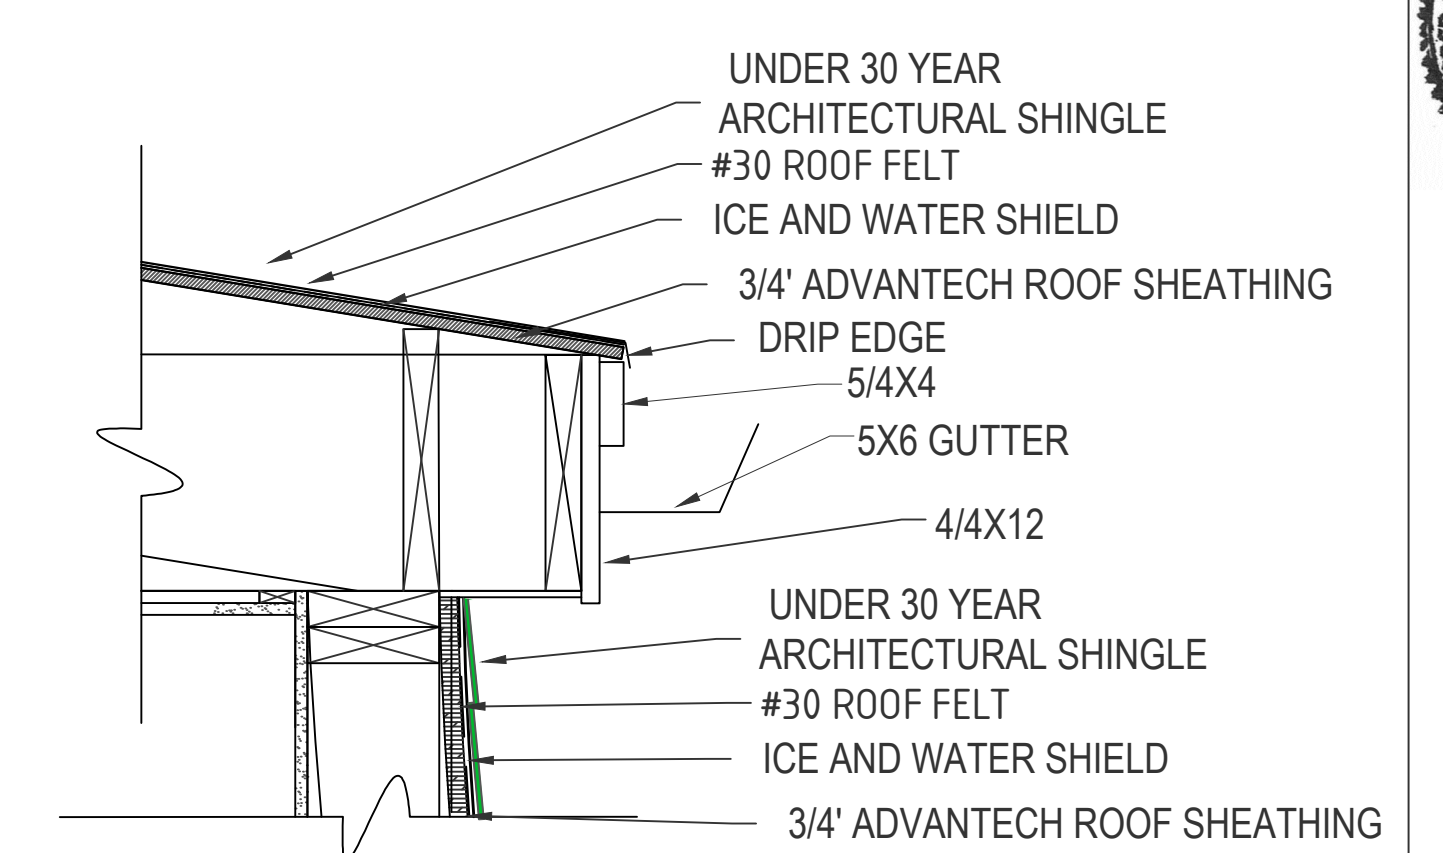 UNDER 30 YEAR
ARCHITECTURAL SHINGLE
#30 ROOF FELT
ICE AND WATER SHIELD
3/4' ADVANTECH ROOF SHEATHING
DRIP EDGE
5/4X4
5X6 GUTTER
4/4X12
UNDER 30 YEAR
ARCHITECTURAL SHINGLE
#30 ROOF FELT
ICE AND WATER SHIELD
3/4' ADVANTECH ROOF SHEATHING